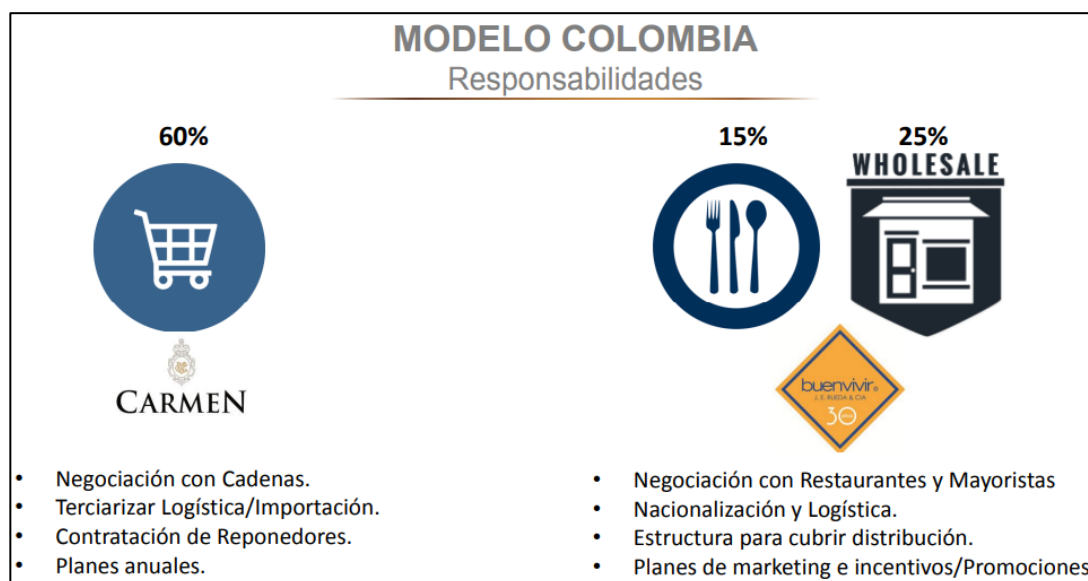 MODELO COLOMBIA
Responsabilidades
60%
CARMEN
• Negociación con Cadenas.
• Terciarizar Logística/Importación.
• Contratación de Reponedores.
• Planes anuales.
15%
25%
WHOLESALE
buenvivir®
J. E. RUEDA & CIA
30
• Negociación con Restaurantes y Mayoristas
• Nacionalización y Logística.
• Estructura para cubrir distribución.
• Planes de marketing e incentivos/Promociones